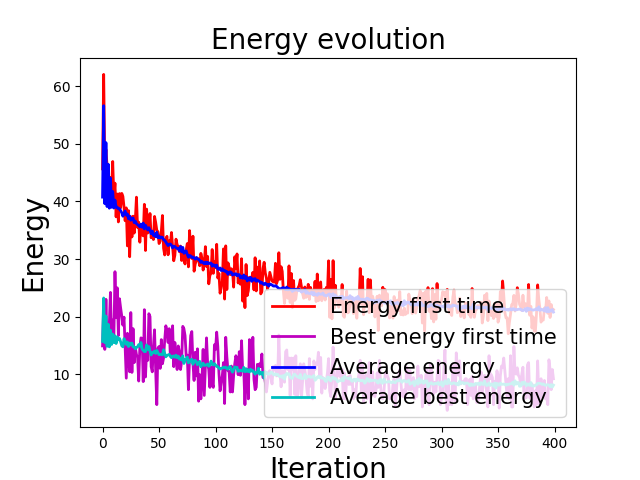 Energy evolution
60
50
40
30
20
10
Energy
Energy first time
Best energy first time
Average energy
Average best energy
0
50
100
150
200
250
300
350
400
Iteration